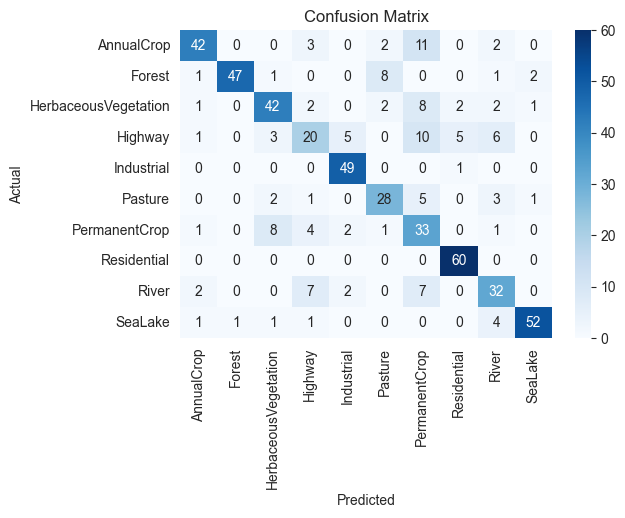 Confusion Matrix
Actual
AnnualCrop 42 0 0 3 0 2 11 0 2 0
Forest 1 47 1 0 0 8 0 0 1 2
HerbaceousVegetation 1 0 42 2 0 2 8 2 2 1
Highway 1 0 3 20 5 0 10 5 6 0
Industrial 0 0 0 0 49 0 0 1 0 0
Pasture 0 0 2 1 0 28 5 0 3 1
PermanentCrop 1 0 8 4 2 1 33 0 1 0
Residential 0 0 0 0 0 0 0 60 0 0
River 2 0 0 7 2 0 7 0 32 0
SeaLake 1 1 1 1 0 0 0 0 4 52
AnnualCrop
Forest
HerbaceousVegetation
Highway
Industrial
Pasture
PermanentCrop
Residential
River
SeaLake
Predicted
60
50
40
30
20
10
0